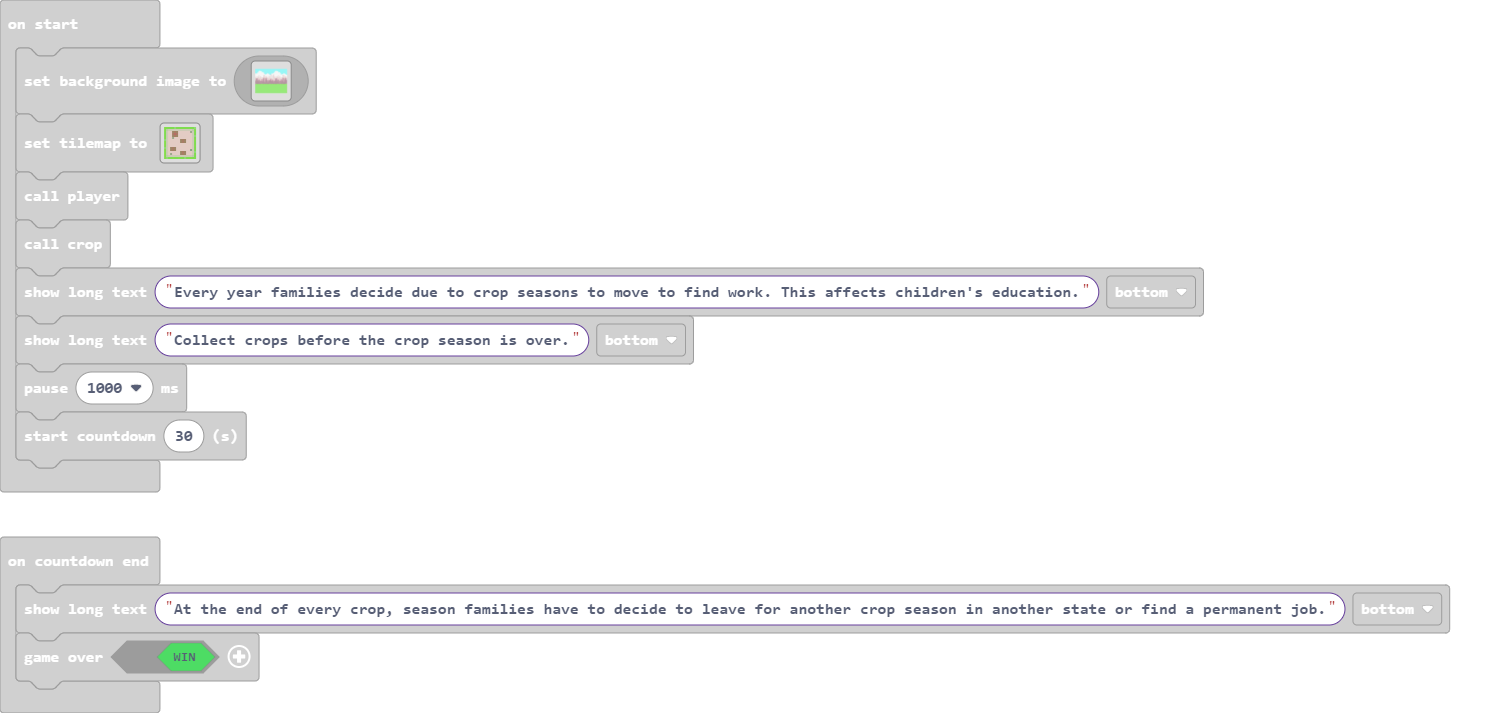 on start
set background image to
set tilemap to
call player
call crop
show long text "Every year families decide due to crop seasons to move to find work. This affects children's education." bottom
show long text "Collect crops before the crop season is over." bottom
pause 1000 ms
start countdown 30 (s)
on countdown end
show long text "At the end of every crop, season families have to decide to leave for another crop season in another state or find a permanent job." bottom
game over WIN